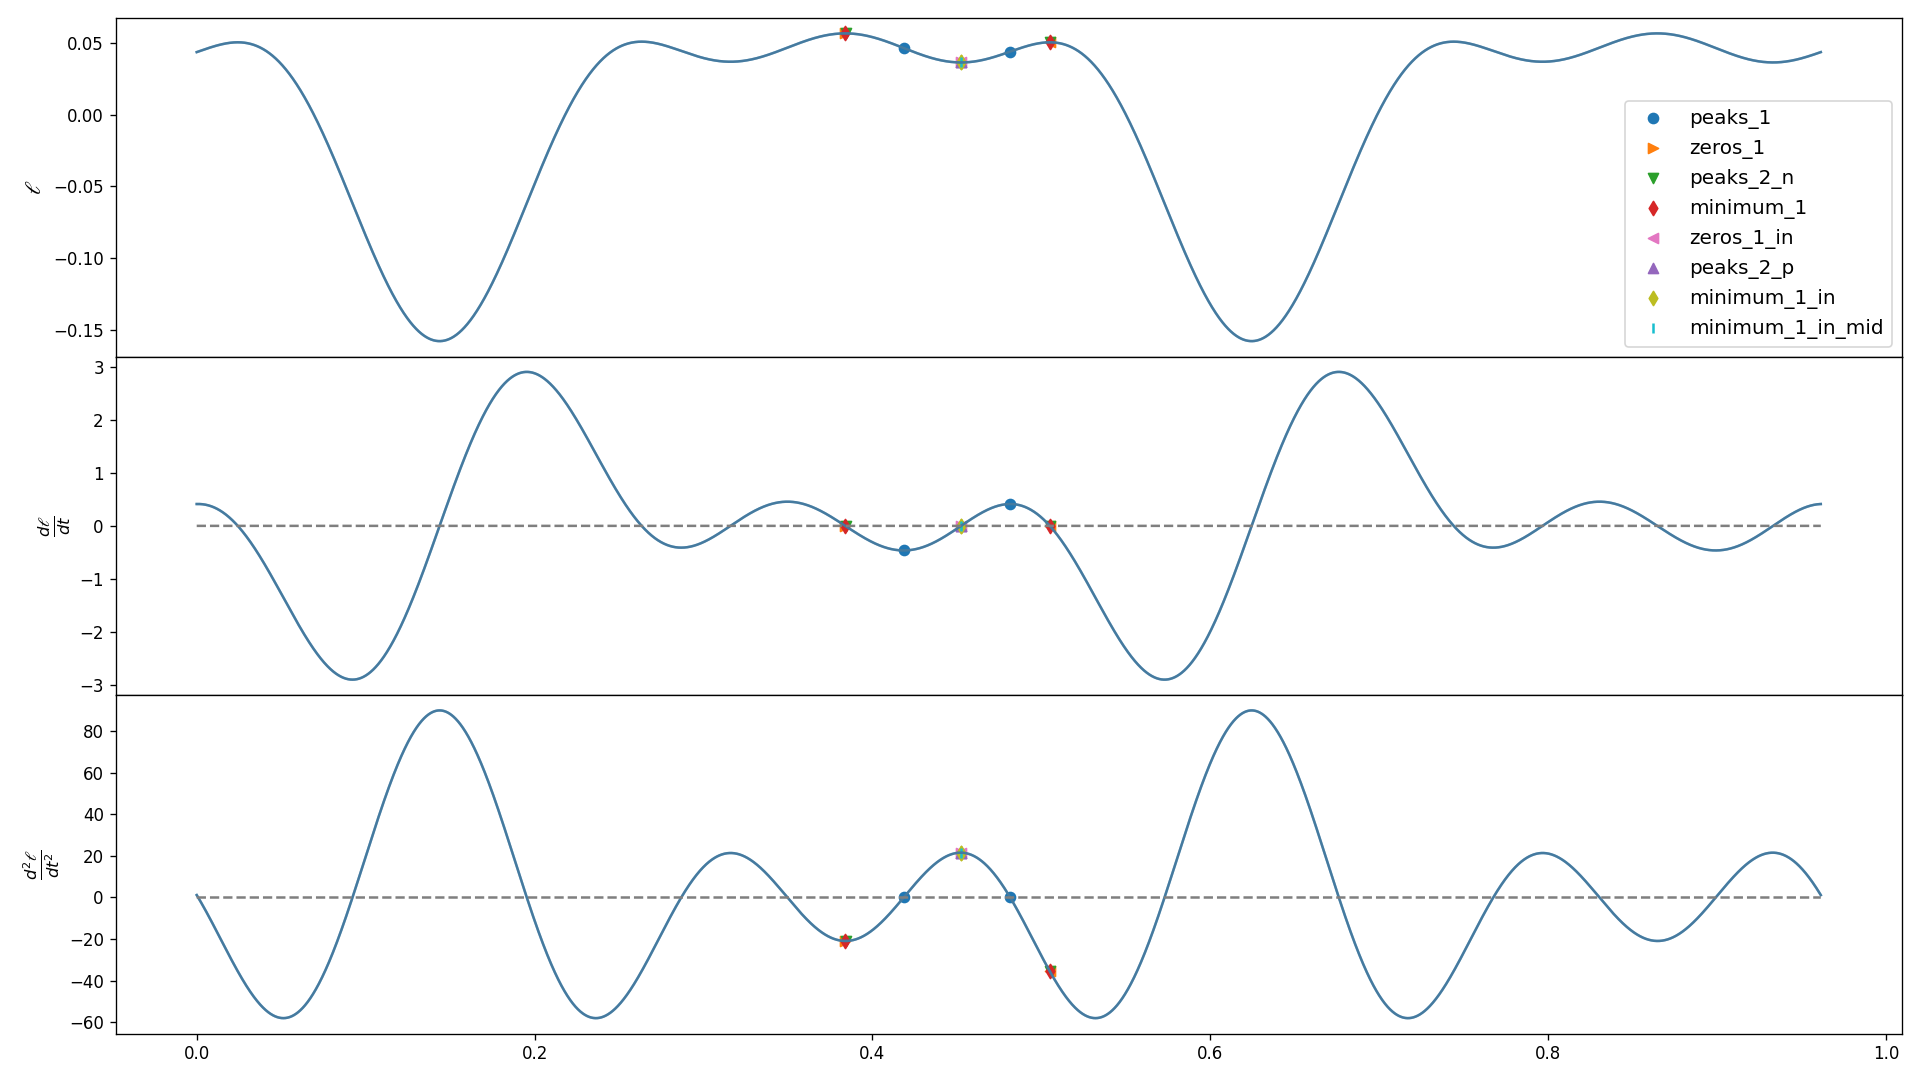 0.05
0.00
−0.05
−0.10
−0.15
ℓ
peaks_1
zeros_1
peaks_2_n
minimum_1
zeros_1_in
peaks_2_p
minimum_1_in
minimum_1_in_mid
3
2
1
0
−1
−2
−3
dℓ
dt
80
60
40
20
0
−20
−40
−60
d²ℓ
dt²
0.0 0.2 0.4 0.6 0.8 1.0